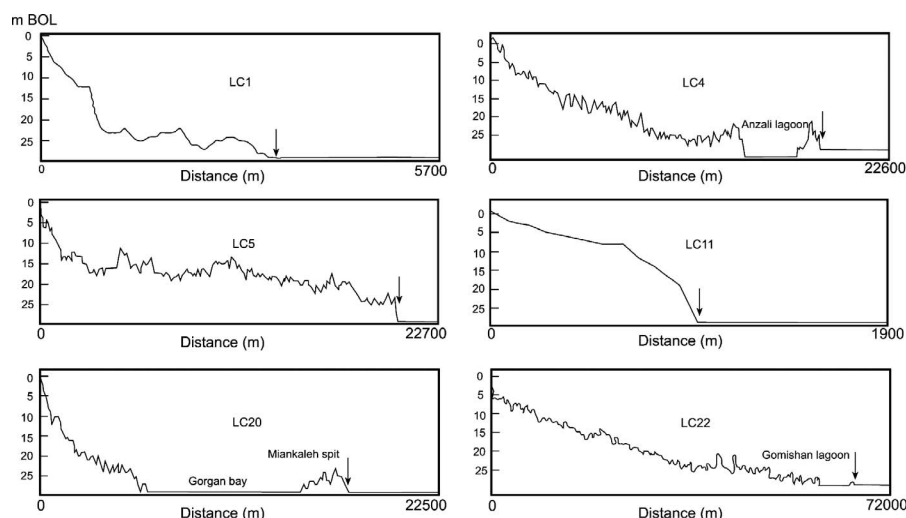 m BOL
0
5
10
15
20
25
LC1
0
Distance (m)
5700
0
5
10
15
20
25
LC4
Anzali lagoon
0
Distance (m)
22600
0
5
10
15
20
25
LC5
0
Distance (m)
22700
0
5
10
15
20
25
LC11
0
Distance (m)
1900
0
5
10
15
20
25
LC20
Miankaleh spit
Gorgan bay
0
Distance (m)
22500
0
5
10
15
20
25
LC22
Gomishan lagoon
0
Distance (m)
72000